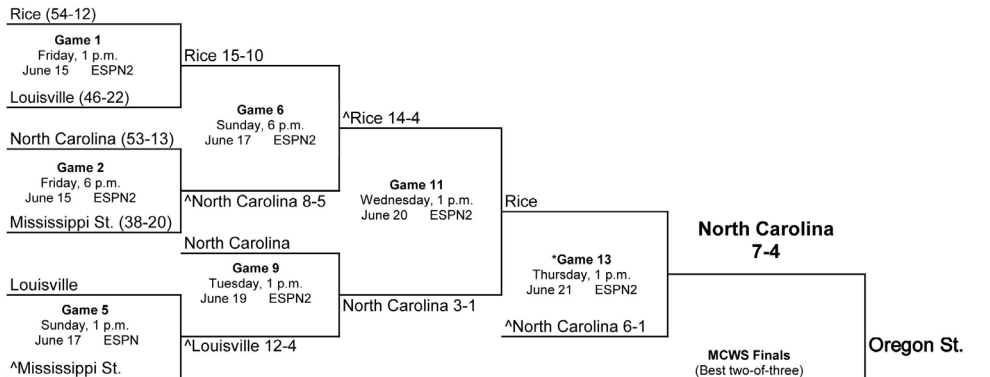 Rice (54-12)
Game 1
Friday, 1 p.m.
June 15 ESPN2
Louisville (46-22)
Rice 15-10
North Carolina (53-13)
Game 2
Friday, 6 p.m.
June 15 ESPN2
Mississippi St. (38-20)
Game 6
Sunday, 6 p.m.
June 17 ESPN2
^North Carolina 8-5
^Rice 14-4
North Carolina
Game 9
Tuesday, 1 p.m.
June 19 ESPN2
Louisville
Game 5
Sunday, 1 p.m.
June 17 ESPN
^Mississippi St.
^Louisville 12-4
Game 11
Wednesday, 1 p.m.
June 20 ESPN2
North Carolina 3-1
Rice
*Game 13
Thursday, 1 p.m.
June 21 ESPN2
^North Carolina 6-1
North Carolina
7-4
MCWS Finals
(Best two-of-three)
Oregon St.